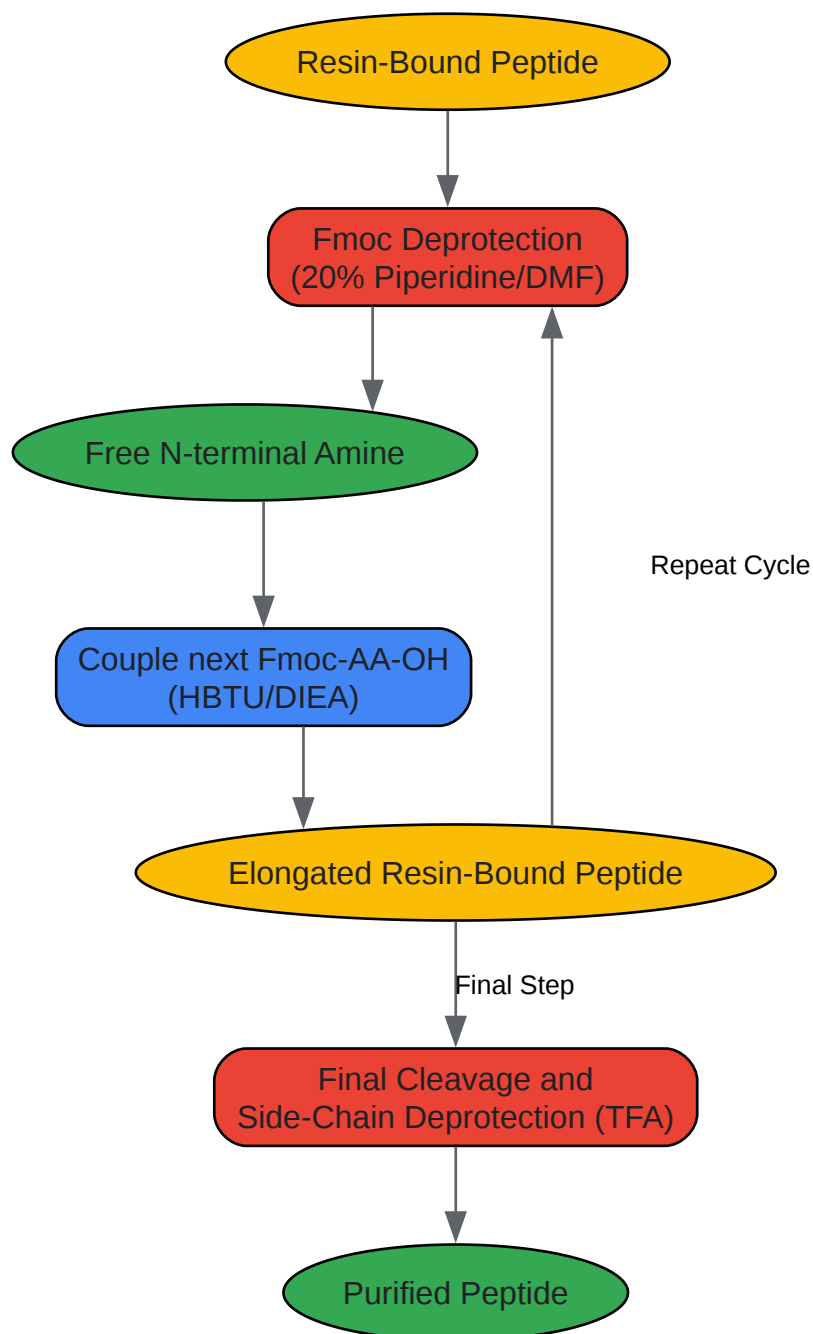 Resin-Bound Peptide
Fmoc Deprotection
(20% Piperidine/DMF)
Free N-terminal Amine
Repeat Cycle
Couple next Fmoc-AA-OH
(HBTU/DIEA)
Elongated Resin-Bound Peptide
Final Step
Final Cleavage and
Side-Chain Deprotection (TFA)
Purified Peptide